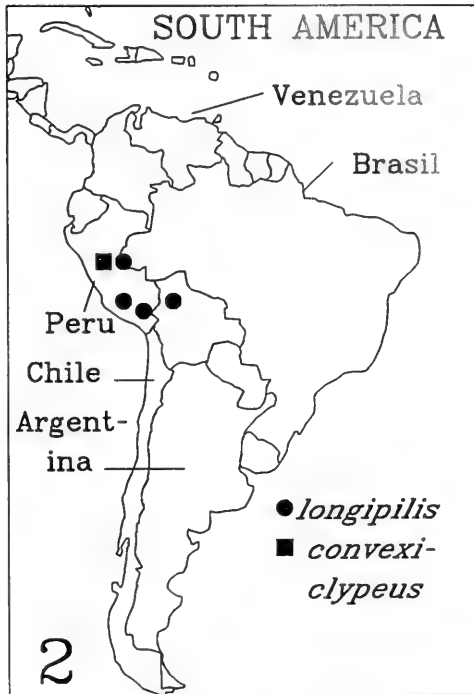 SOUTH AMERICA
Venezuela
Brasil
Peru
Chile
Argent-
ina
longipilis
convexi-
clypeus
2